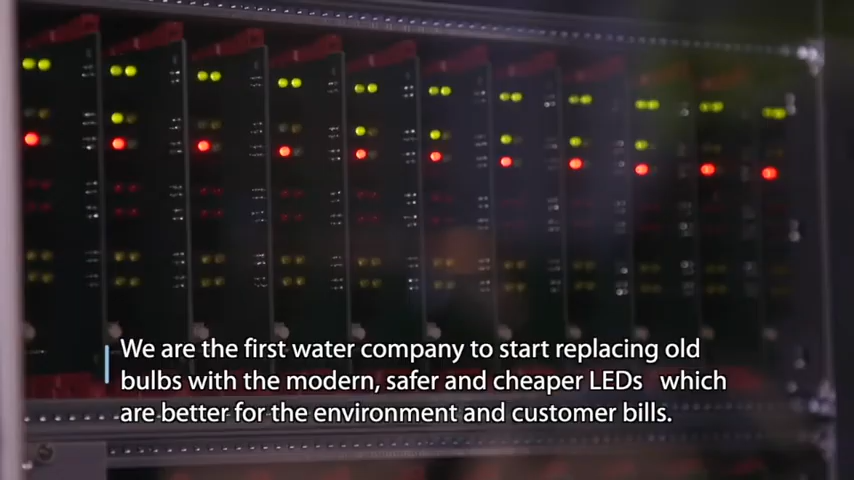 We are the first water company to start replacing old
bulbs with the modern, safer and cheaper LEDs which
are better for the environment and customer bills.